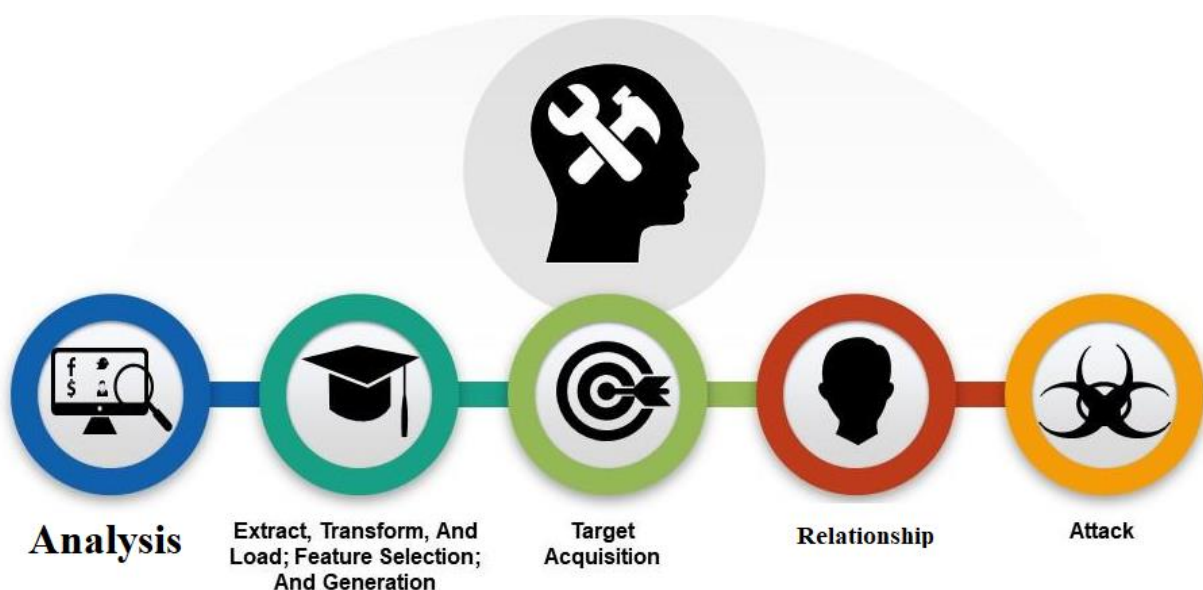 f
$
Analysis
Extract, Transform, And
Load; Feature Selection;
And Generation
Target
Acquisition
Relationship
Attack